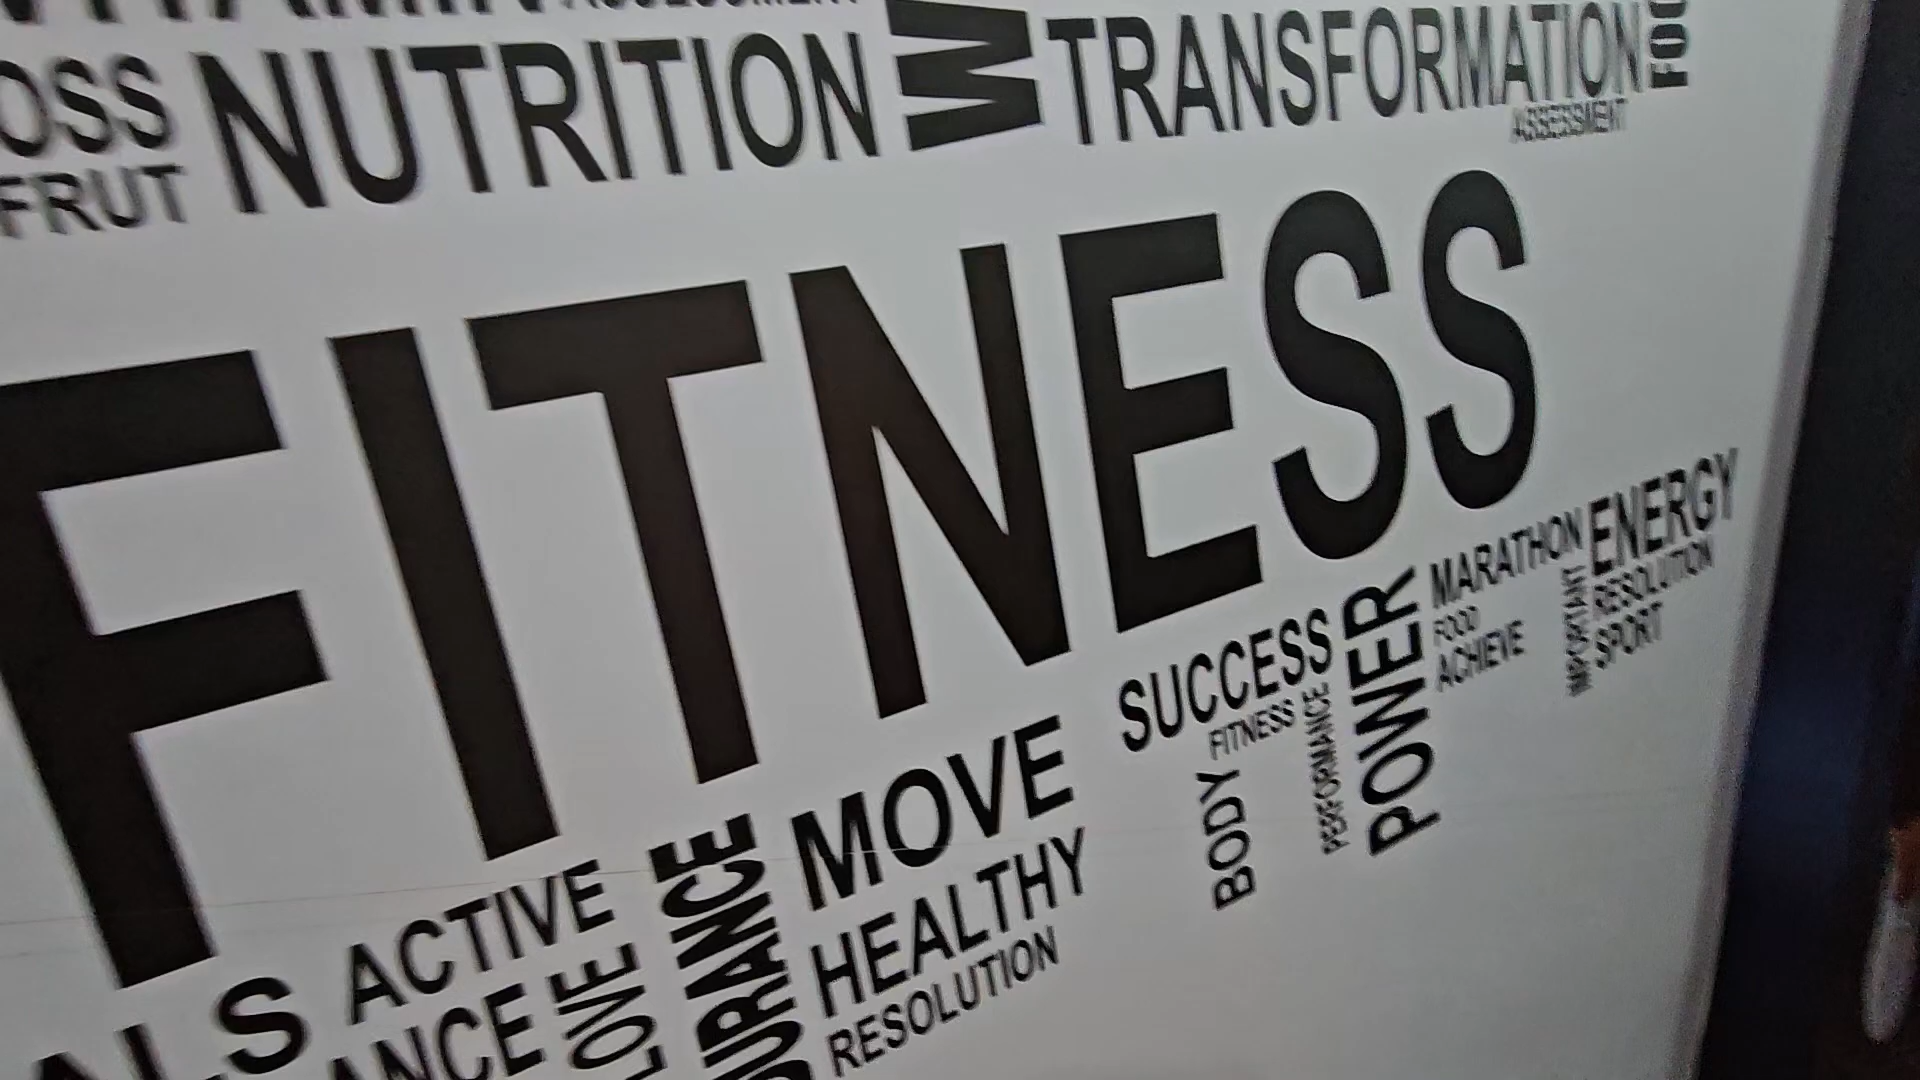 NUTRITION
TRANSFORMATION
ASSESSMENT
FRUT
FITNESS
MARATHON
ENERGY
RESOLUTION
IMPORTANT
SPORT
FOOD
ACHIEVE
POWER
SUCCESS
FITNESS
PERFORMANCE
BODY
MOVE
HEALTHY
RESOLUTION
ACTIVE
LOVE